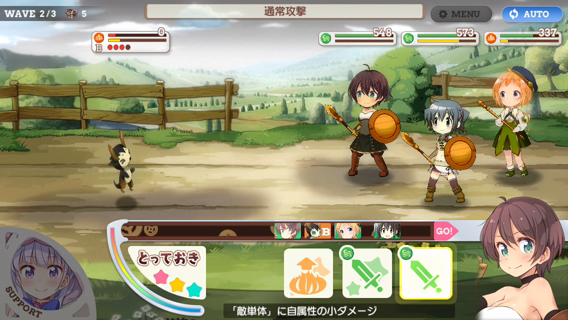 WAVE 2/3 5
通常攻撃
MENU
AUTO
0
B
548
573
337
B
GO!
とっておき
SUPPORT
「敵単体」に自属性の小ダメージ